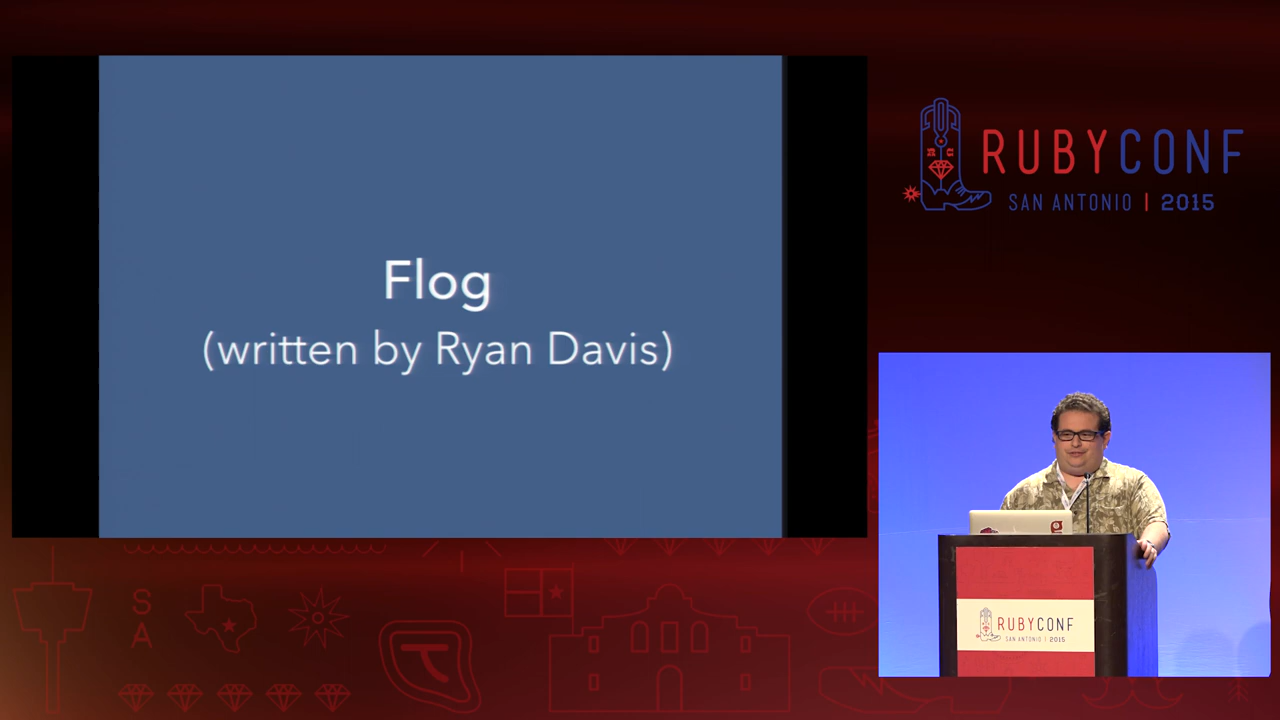 Flog
(written by Ryan Davis)
RUBYCONF
SAN ANTONIO | 2015
S
A
g
RUBYCONF
SAN ANTONIO | 2015